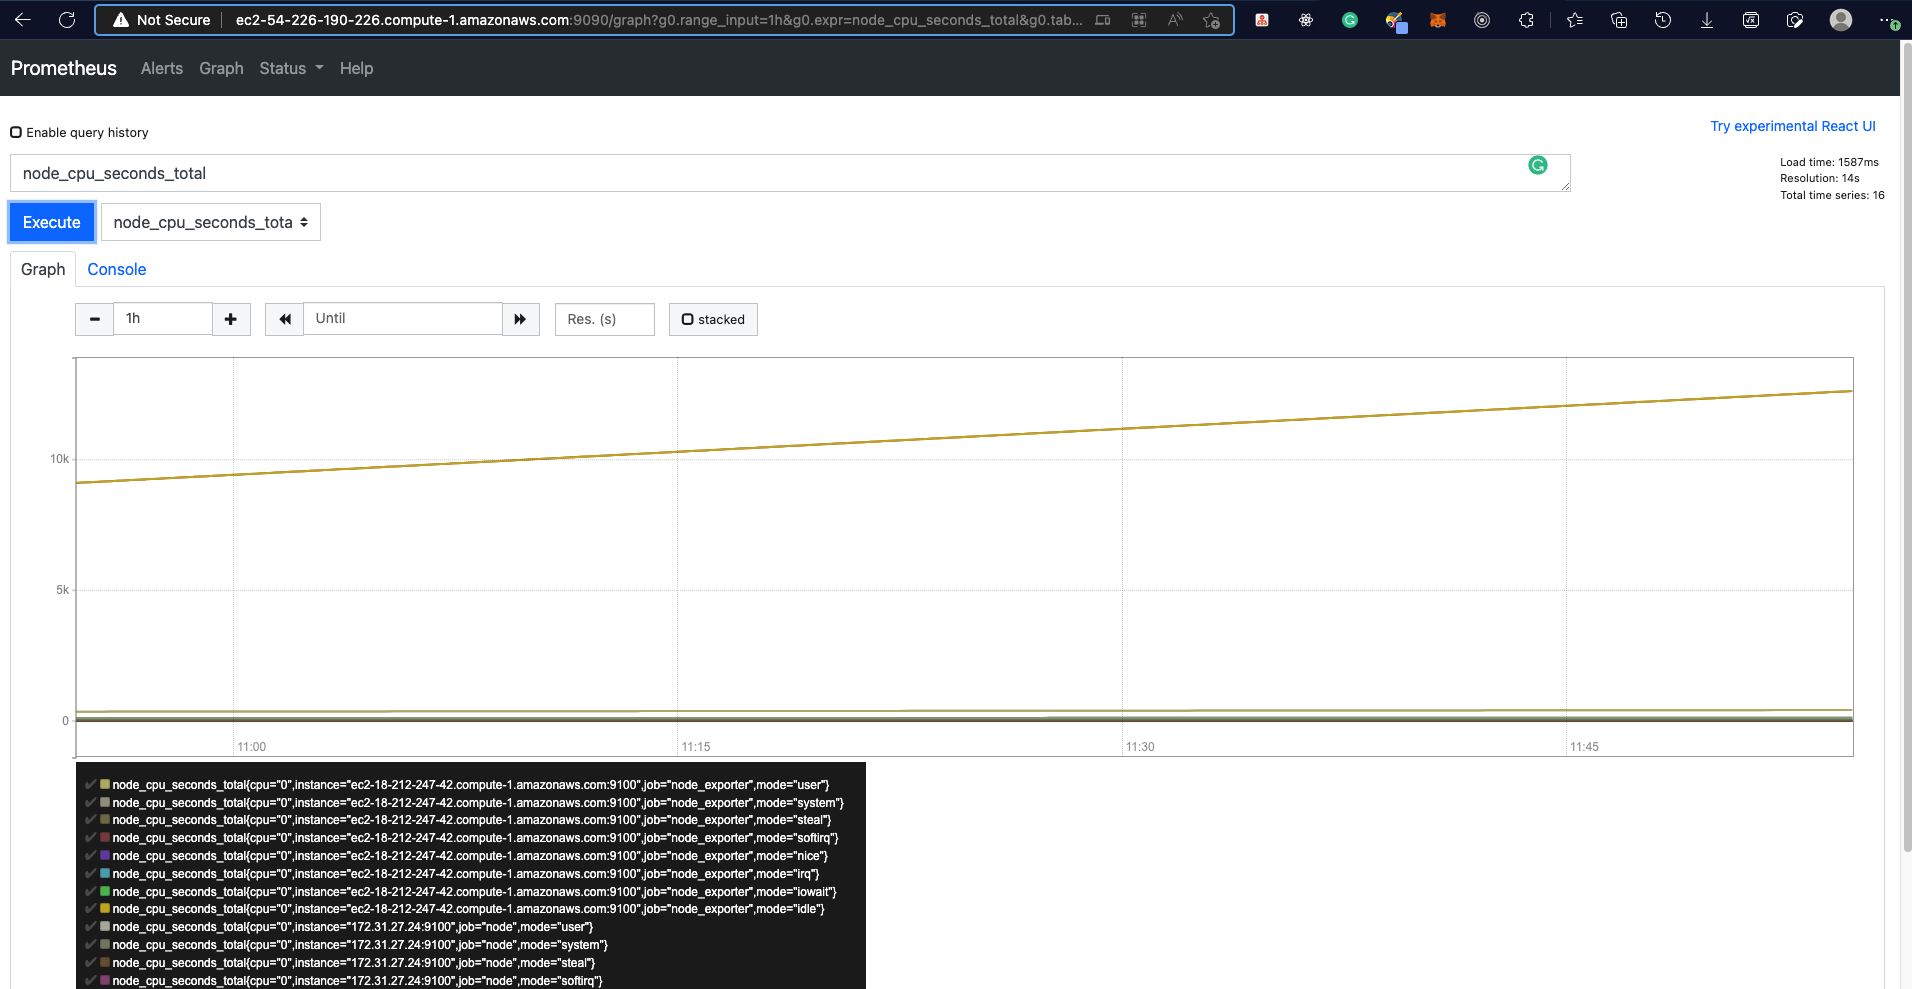 Not Secure | ec2-54-226-190-226.compute-1.amazonaws.com:9090/graph?g0.range_input=1h&g0.expr=node_cpu_seconds_total&g0.tab...
Prometheus Alerts Graph Status Help
Enable query history
Try experimental React UI
node_cpu_seconds_total
Load time: 1587ms
Resolution: 14s
Total time series: 16
Execute node_cpu_seconds_tota
Graph Console
1h Until Res. (s) stacked
10k
5k
0
11:00 11:15 11:30 11:45
node_cpu_seconds_total{cpu="0",instance="ec2-18-212-247-42.compute-1.amazonaws.com:9100",job="node_exporter",mode="user"}
node_cpu_seconds_total{cpu="0",instance="ec2-18-212-247-42.compute-1.amazonaws.com:9100",job="node_exporter",mode="system"}
node_cpu_seconds_total{cpu="0",instance="ec2-18-212-247-42.compute-1.amazonaws.com:9100",job="node_exporter",mode="steal"}
node_cpu_seconds_total{cpu="0",instance="ec2-18-212-247-42.compute-1.amazonaws.com:9100",job="node_exporter",mode="softirq"}
node_cpu_seconds_total{cpu="0",instance="ec2-18-212-247-42.compute-1.amazonaws.com:9100",job="node_exporter",mode="nice"}
node_cpu_seconds_total{cpu="0",instance="ec2-18-212-247-42.compute-1.amazonaws.com:9100",job="node_exporter",mode="irq"}
node_cpu_seconds_total{cpu="0",instance="ec2-18-212-247-42.compute-1.amazonaws.com:9100",job="node_exporter",mode="iowait"}
node_cpu_seconds_total{cpu="0",instance="ec2-18-212-247-42.compute-1.amazonaws.com:9100",job="node_exporter",mode="idle"}
node_cpu_seconds_total{cpu="0",instance="172.31.27.24:9100",job="node",mode="user"}
node_cpu_seconds_total{cpu="0",instance="172.31.27.24:9100",job="node",mode="system"}
node_cpu_seconds_total{cpu="0",instance="172.31.27.24:9100",job="node",mode="steal"}
node_cpu_seconds_total{cpu="0",instance="172.31.27.24:9100",job="node",mode="softirq"}